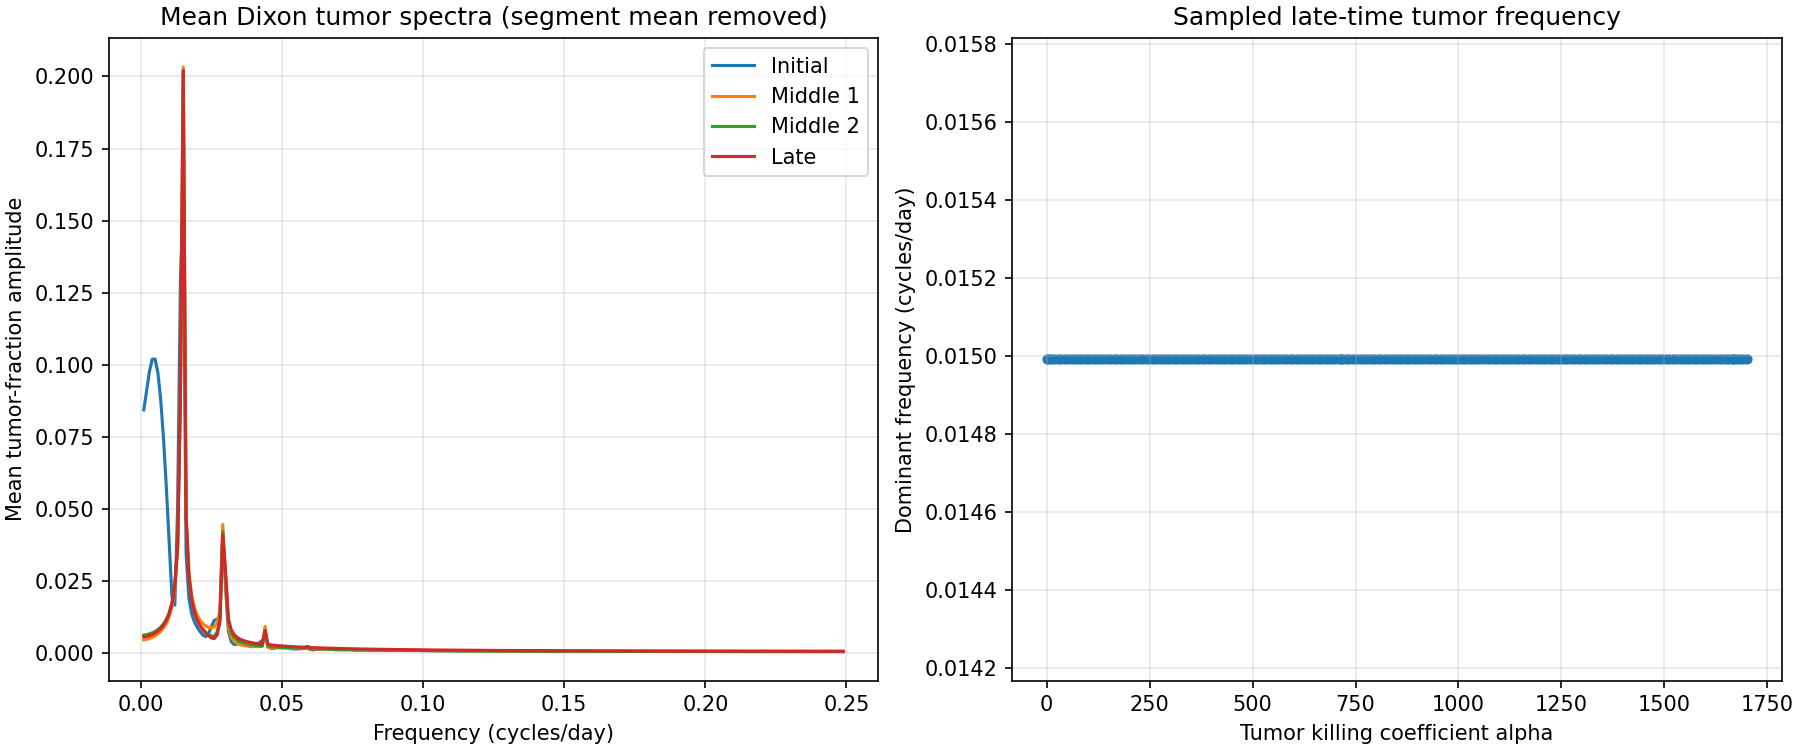 Mean Dixon tumor spectra (segment mean removed)
Mean tumor-fraction amplitude
0.200
0.175
0.150
0.125
0.100
0.075
0.050
0.025
0.000
Initial
Middle 1
Middle 2
Late
0.00 0.05 0.10 0.15 0.20 0.25
Frequency (cycles/day)
Sampled late-time tumor frequency
Dominant frequency (cycles/day)
0.0158
0.0156
0.0154
0.0152
0.0150
0.0148
0.0146
0.0144
0.0142
0 250 500 750 1000 1250 1500 1750
Tumor killing coefficient alpha